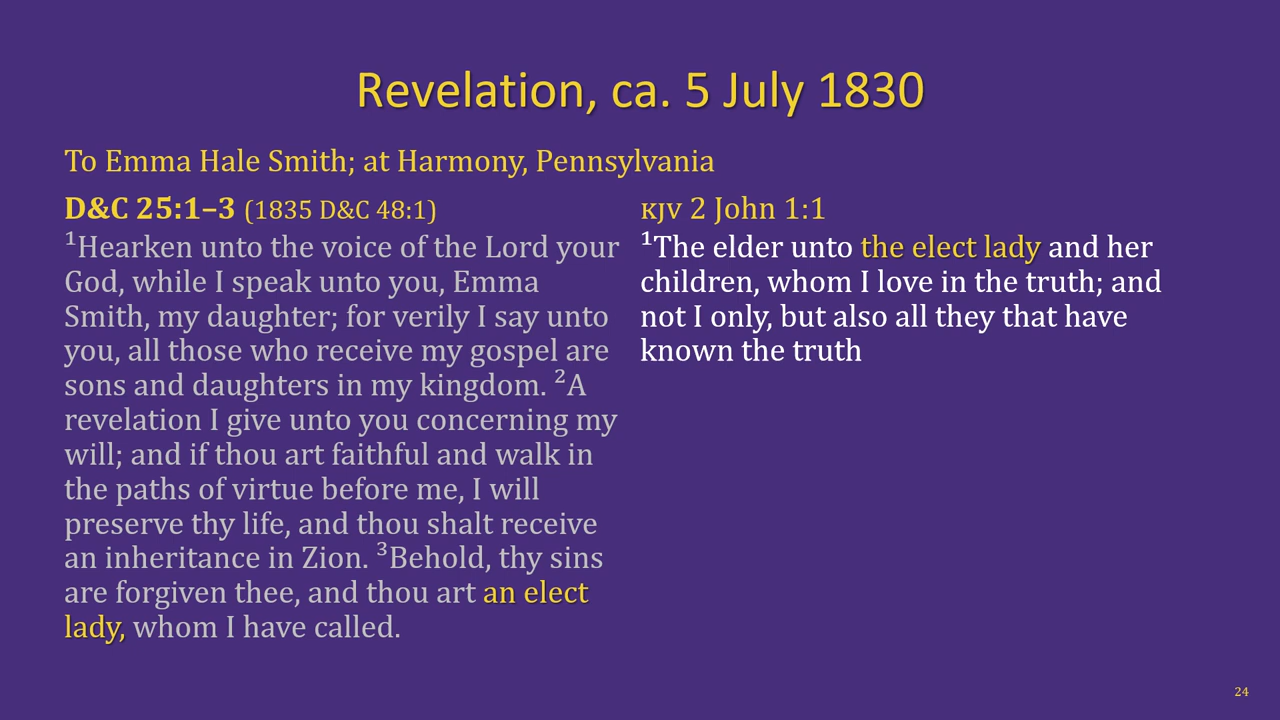 Revelation, ca. 5 July 1830
To Emma Hale Smith; at Harmony, Pennsylvania
D&C 25:1–3 (1835 D&C 48:1)
¹Hearken unto the voice of the Lord your
God, while I speak unto you, Emma
Smith, my daughter; for verily I say unto
you, all those who receive my gospel are
sons and daughters in my kingdom. ²A
revelation I give unto you concerning my
will; and if thou art faithful and walk in
the paths of virtue before me, I will
preserve thy life, and thou shalt receive
an inheritance in Zion. ³Behold, thy sins
are forgiven thee, and thou art an elect
lady, whom I have called.
ᴋᴊᴠ 2 John 1:1
¹The elder unto the elect lady and her
children, whom I love in the truth; and
not I only, but also all they that have
known the truth
24